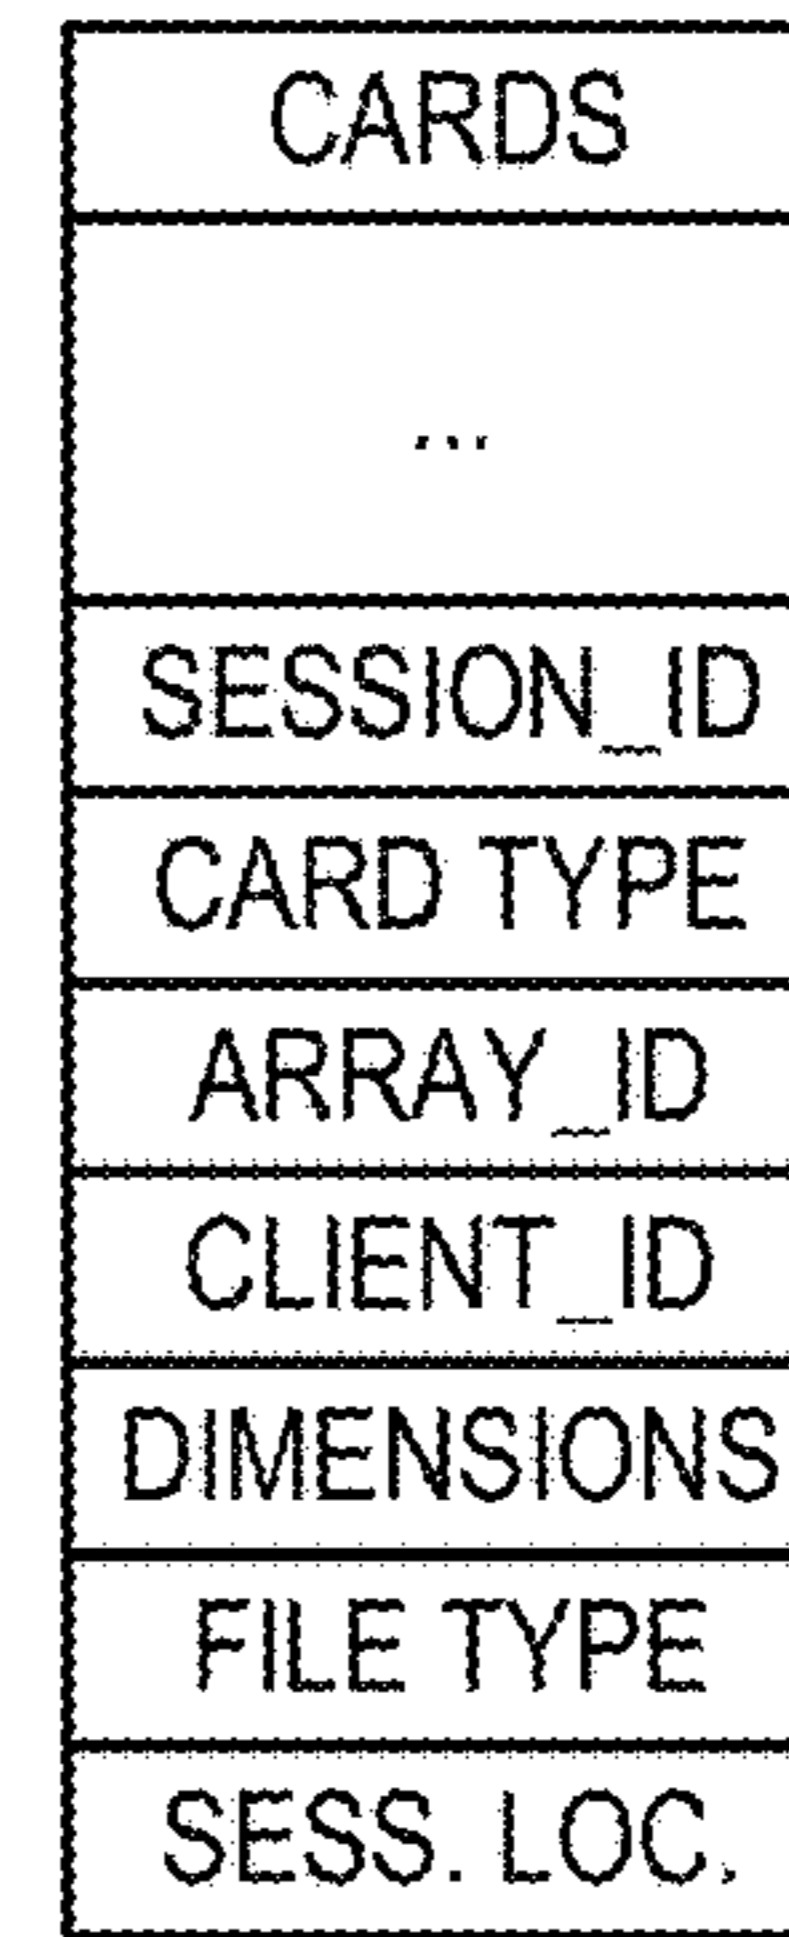 CARDS
...
SESSION_ID
CARD TYPE
ARRAY_ID
CLIENT_ID
DIMENSIONS
FILE TYPE
SESS. LOC.